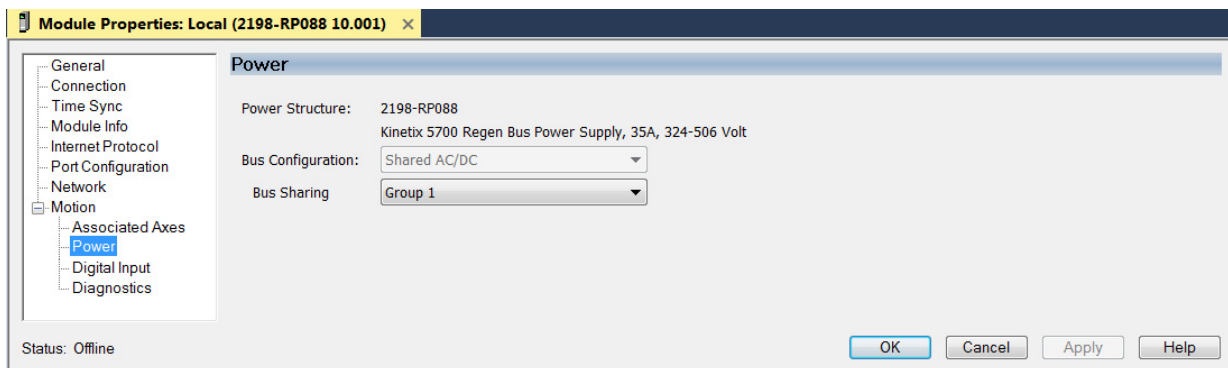 Module Properties: Local (2198-RP088 10.001) ×
General
Connection
Time Sync
Module Info
Internet Protocol
Port Configuration
Network
Motion
Associated Axes
Power
Digital Input
Diagnostics
Power
Power Structure: 2198-RP088
Kinetix 5700 Regen Bus Power Supply, 35A, 324-506 Volt
Bus Configuration: Shared AC/DC
Bus Sharing Group 1
Status: Offline
OK Cancel Apply Help